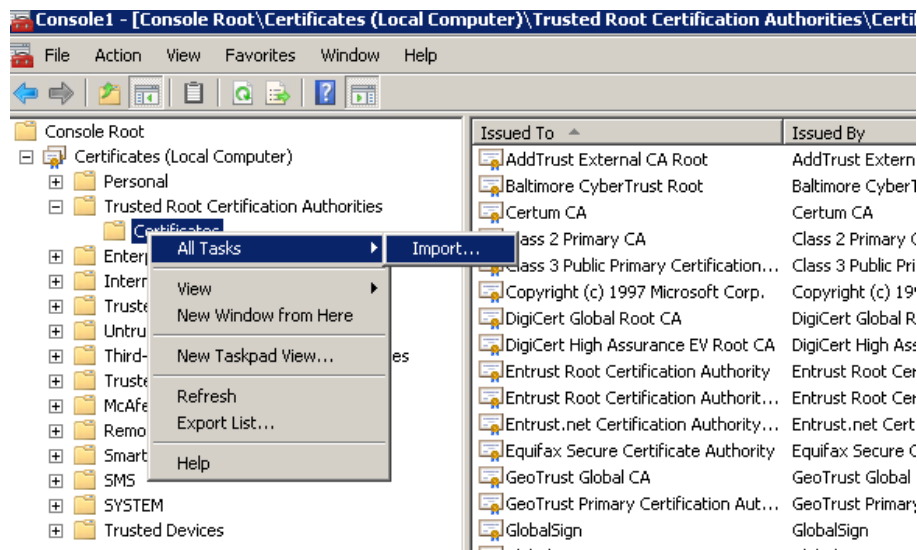 Console1 - [Console Root\Certificates (Local Computer)\Trusted Root Certification Authorities\Certi
File Action View Favorites Window Help
Console Root
Certificates (Local Computer)
Personal
Trusted Root Certification Authorities
Certificates
Enter
Intern
Truste
Untru
Third-
es
Truste
McAfe
Remo
Smart
SMS
SYSTEM
Trusted Devices
All Tasks
Import...
View
New Window from Here
New Taskpad View...
Refresh
Export List...
Help
Issued To Issued By
AddTrust External CA Root AddTrust Extern
Baltimore CyberTrust Root Baltimore CyberT
Certum CA Certum CA
lass 2 Primary CA Class 2 Primary C
Class 3 Public Primary Certification... Class 3 Public Pri
Copyright (c) 1997 Microsoft Corp. Copyright (c) 19
DigiCert Global Root CA DigiCert Global R
DigiCert High Assurance EV Root CA DigiCert High Ass
Entrust Root Certification Authority Entrust Root Cer
Entrust Root Certification Authorit... Entrust Root Cer
Entrust.net Certification Authority... Entrust.net Cert
Equifax Secure Certificate Authority Equifax Secure C
GeoTrust Global CA GeoTrust Global
GeoTrust Primary Certification Aut... GeoTrust Primary
GlobalSign GlobalSign